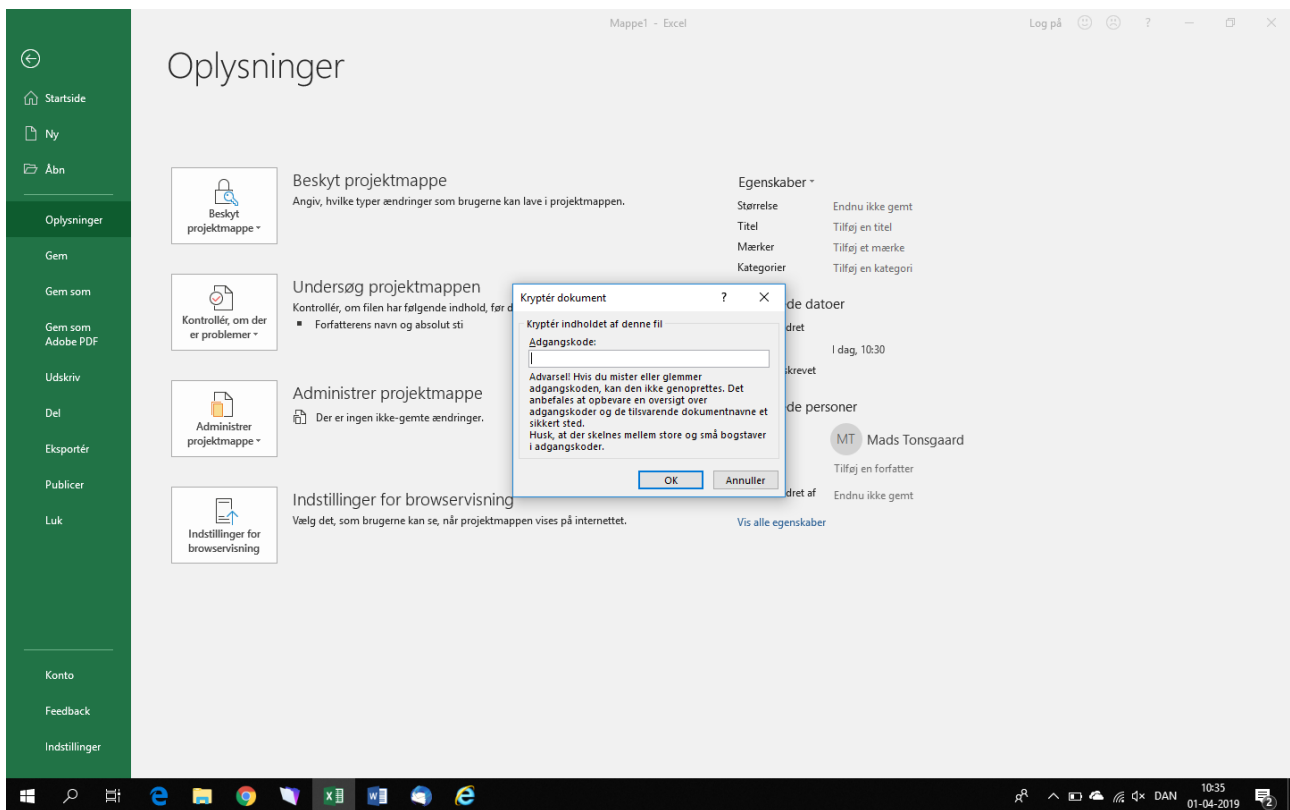 Mappe1 - Excel
Log på
?
Oplysninger
Startside
Ny
Åbn
Oplysninger
Gem
Gem som
Gem som
Adobe PDF
Udskriv
Del
Eksportér
Publicer
Luk
Konto
Feedback
Indstillinger
Beskyt
projektmappe
Beskyt projektmappe
Angiv, hvilke typer ændringer som brugerne kan lave i projektmappen.
Kontrollér, om der
er problemer
Undersøg projektmappen
Kontrollér, om filen har følgende indhold, før d
Forfatterens navn og absolut sti
Administrer
projektmappe
Administrer projektmappe
Der er ingen ikke-gemte ændringer.
Indstillinger for
browservisning
Indstillinger for browservisning
Vælg det, som brugerne kan se, når projektmappen vises på internettet.
Egenskaber
Størrelse Endnu ikke gemt
Titel Tilføj en titel
Mærker Tilføj et mærke
Kategorier Tilføj en kategori
de datoer
dret
I dag, 10:30
skrevet
de personer
MT Mads Tonsgaard
Tilføj en forfatter
dret af Endnu ikke gemt
Vis alle egenskaber
Kryptér dokument ?
Kryptér indholdet af denne fil
Adgangskode:
Advarsel! Hvis du mister eller glemmer
adgangskoden, kan den ikke genoprettes. Det
anbefales at opbevare en oversigt over
adgangskoder og de tilsvarende dokumentnavne et
sikkert sted.
Husk, at der skelnes mellem store og små bogstaver
i adgangskoder.
OK Annuller
DAN
10:35
01-04-2019
2